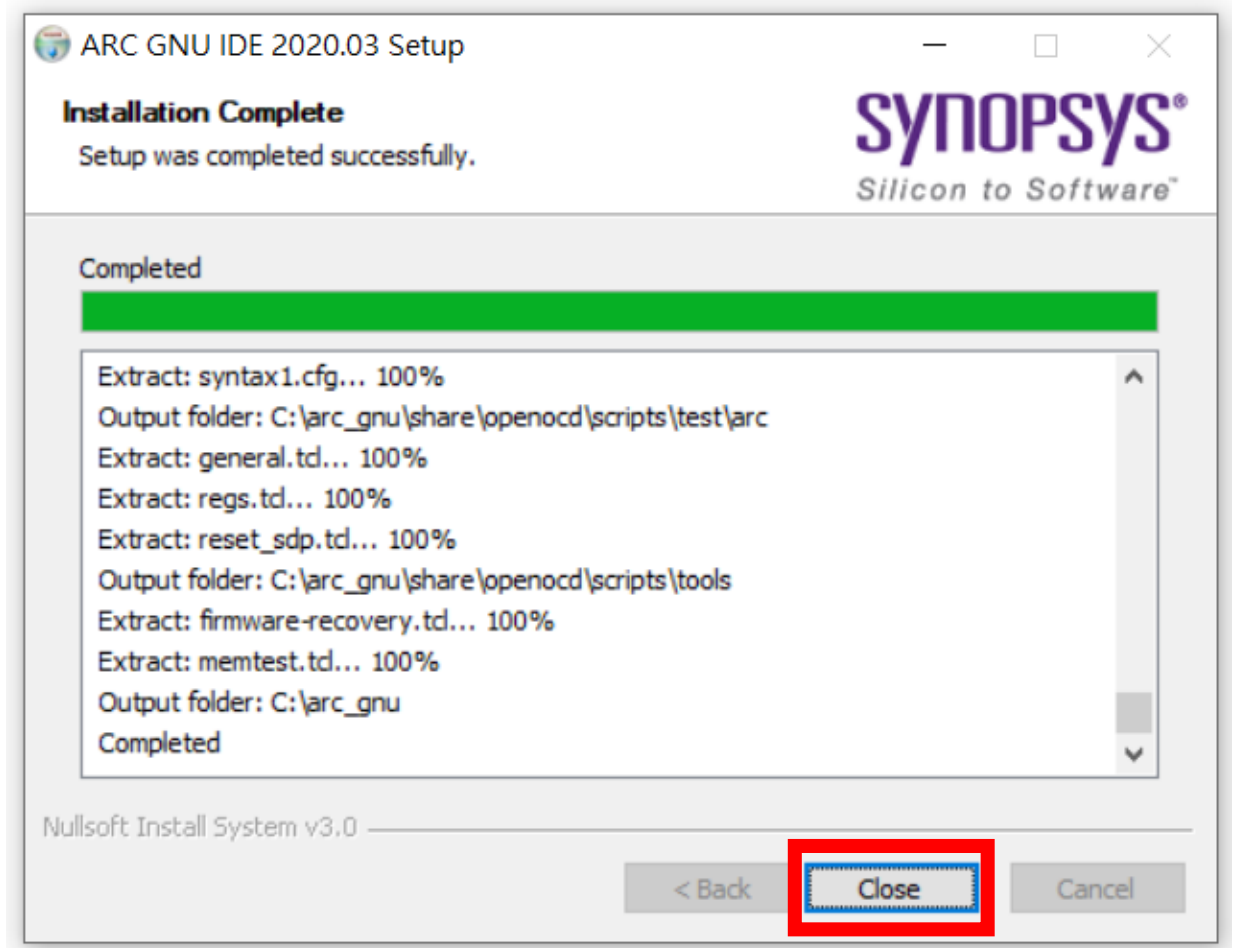 ARC GNU IDE 2020.03 Setup
Installation Complete
Setup was completed successfully.
SYNOPSYS®
Silicon to Software™
Completed
Extract: syntax1.cfg... 100%
Output folder: C:\arc_gnu\share\openocd\scripts\test\arc
Extract: general.tcl... 100%
Extract: regs.tcl... 100%
Extract: reset_sdp.tcl... 100%
Output folder: C:\arc_gnu\share\openocd\scripts\tools
Extract: firmware-recovery.tcl... 100%
Extract: memtest.tcl... 100%
Output folder: C:\arc_gnu
Completed
Nullsoft Install System v3.0
< Back Close Cancel